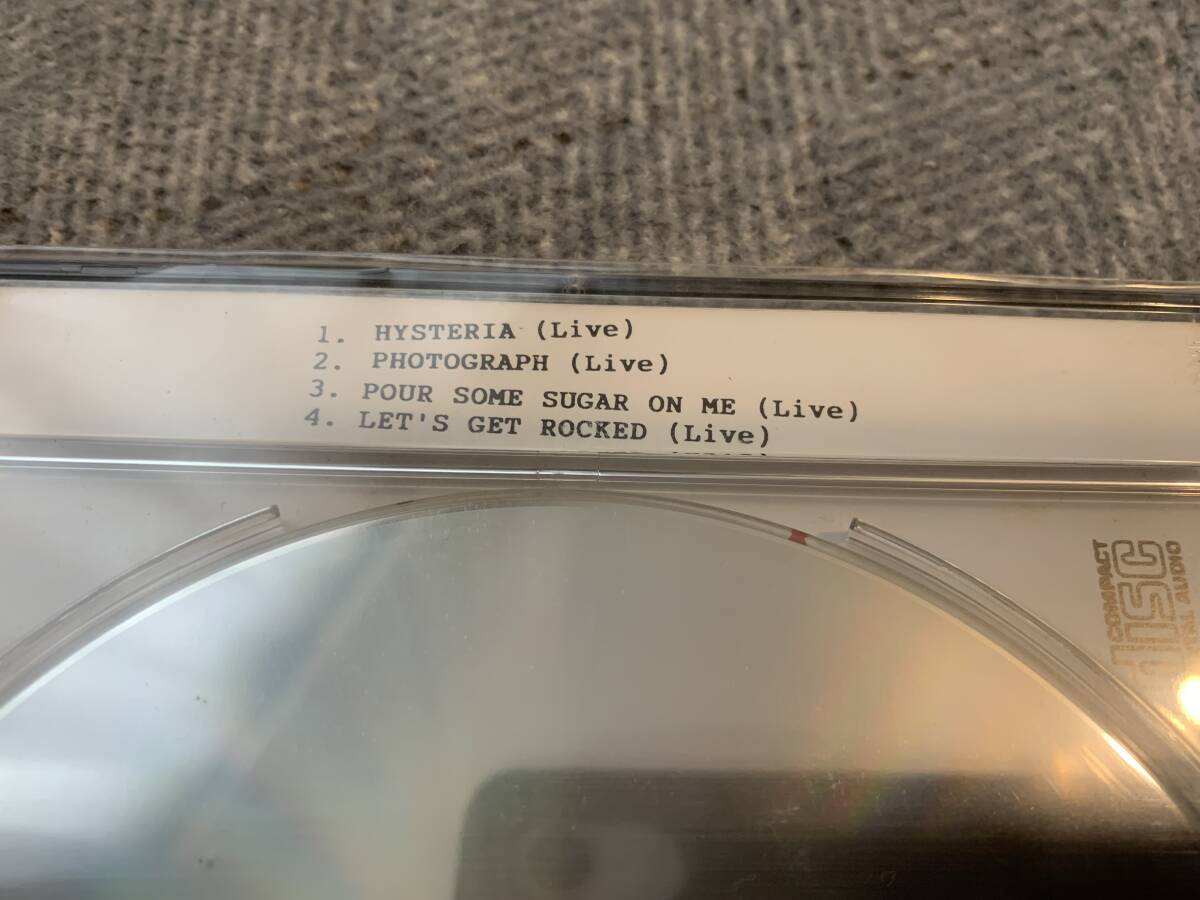 1. HYSTERIA (Live)
2. PHOTOGRAPH (Live)
3. POUR SOME SUGAR ON ME (Live)
4. LET'S GET ROCKED (Live)
COMPACT
disc
AUDIO